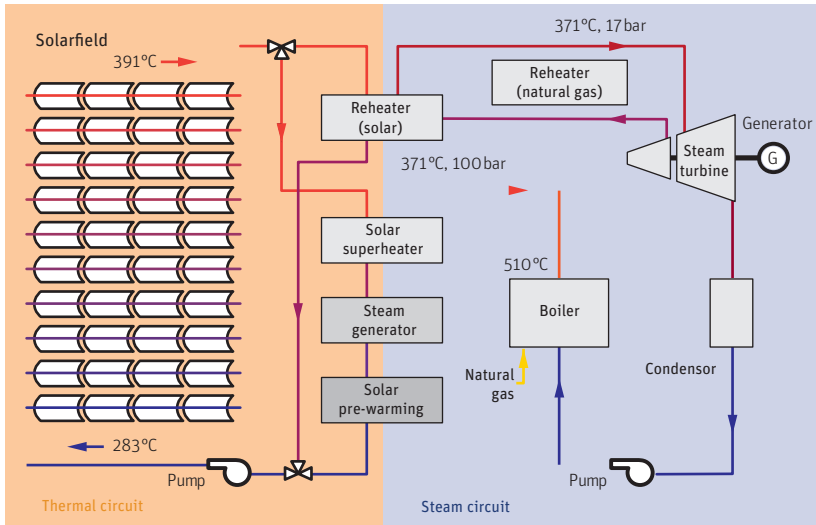 Solarfield
391°C
371°C, 17 bar
Reheater
(natural gas)
Reheater
(solar)
Generator
G
Steam
turbine
371°C, 100 bar
Solar
superheater
510°C
Steam
generator
Boiler
Natural
gas
Condensor
Solar
pre-warming
283°C
Pump
Pump
Thermal circuit
Steam circuit